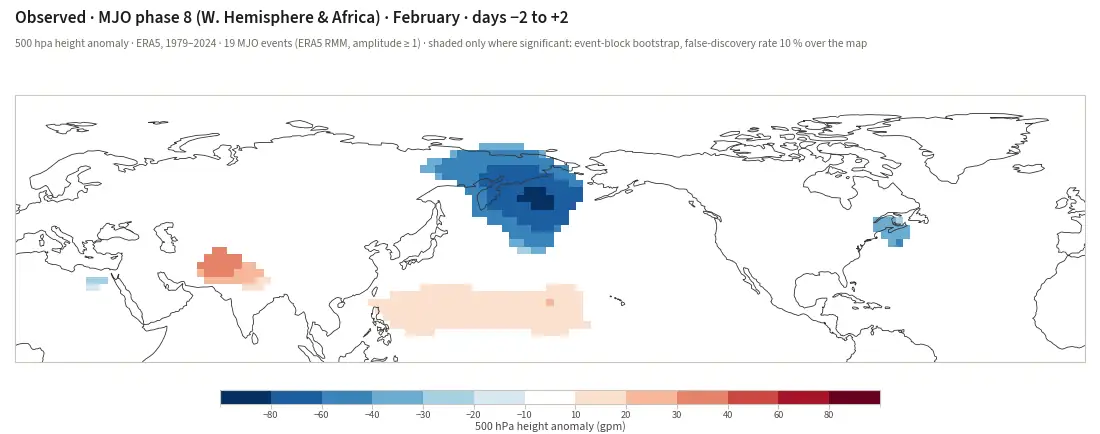 Observed · MJO phase 8 (W. Hemisphere & Africa) · February · days −2 to +2
500 hpa height anomaly · ERA5, 1979–2024 · 19 MJO events (ERA5 RMM, amplitude ≥ 1) · shaded only where significant: event-block bootstrap, false-discovery rate 10 % over the map
−80 −60 −40 −30 −20 −10 10 20 30 40 60 80
500 hPa height anomaly (gpm)